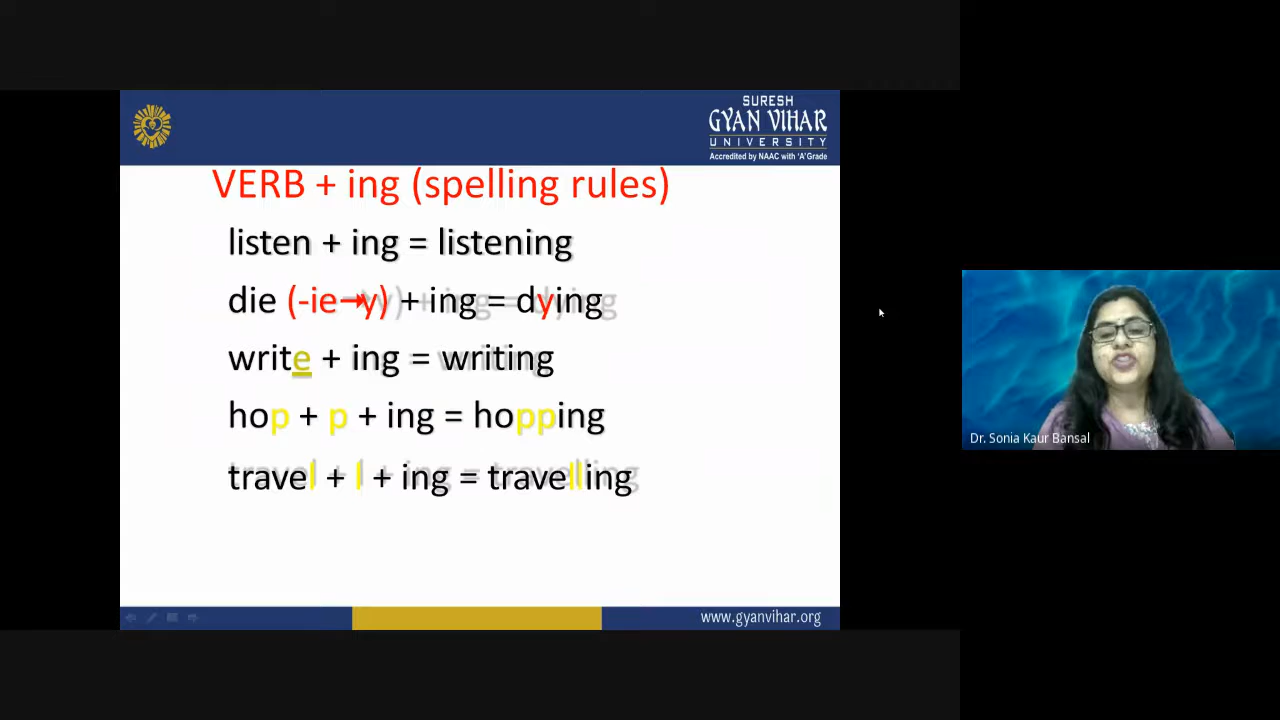 SURESH
GYAN VIHAR
UNIVERSITY
Accredited by NAAC with 'A' Grade
VERB + ing (spelling rules)
listen + ing = listening
die (-ie→y) + ing = dying
write + ing = writing
hop + p + ing = hopping
travel + l + ing = travelling
www.gyanvihar.org
Dr. Sonia Kaur Bansal